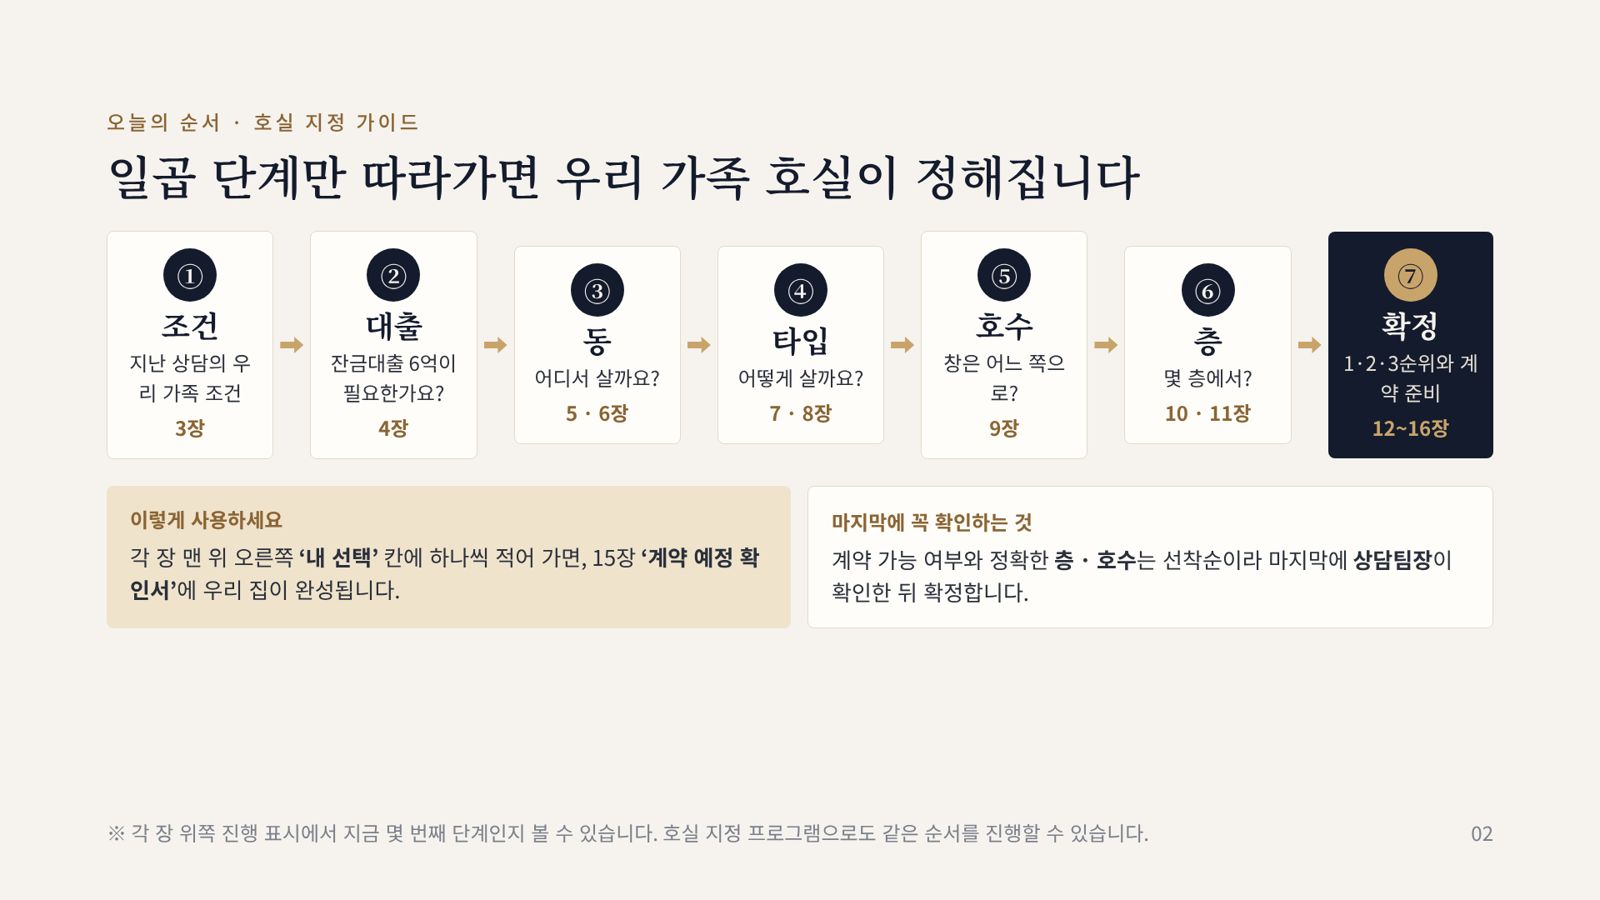 오늘의 순서 · 호실 지정 가이드
일곱 단계만 따라가면 우리 가족 호실이 정해집니다
①
조건
지난 상담의 우
리 가족 조건
3장
②
대출
잔금대출 6억이
필요한가요?
4장
③
동
어디서 살까요?
5 · 6장
④
타입
어떻게 살까요?
7 · 8장
⑤
호수
창은 어느 쪽으
로?
9장
⑥
층
몇 층에서?
10 · 11장
⑦
확정
1·2·3순위와 계
약 준비
12~16장
이렇게 사용하세요
각 장 맨 위 오른쪽 ‘내 선택’ 칸에 하나씩 적어 가면, 15장 ‘계약 예정 확
인서’에 우리 집이 완성됩니다.
마지막에 꼭 확인하는 것
계약 가능 여부와 정확한 층 · 호수는 선착순이라 마지막에 상담팀장이
확인한 뒤 확정합니다.
※ 각 장 위쪽 진행 표시에서 지금 몇 번째 단계인지 볼 수 있습니다. 호실 지정 프로그램으로도 같은 순서를 진행할 수 있습니다.
02